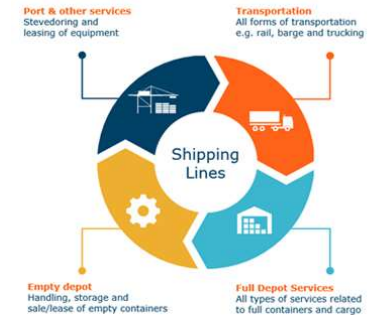 Port & other services
Stevedoring and
leasing of equipment
Transportation
All forms of transportation
e.g. rail, barge and trucking
Shipping
Lines
Empty depot
Handling, storage and
sale/lease of empty containers
Full Depot Services
All types of services related
to full containers and cargo